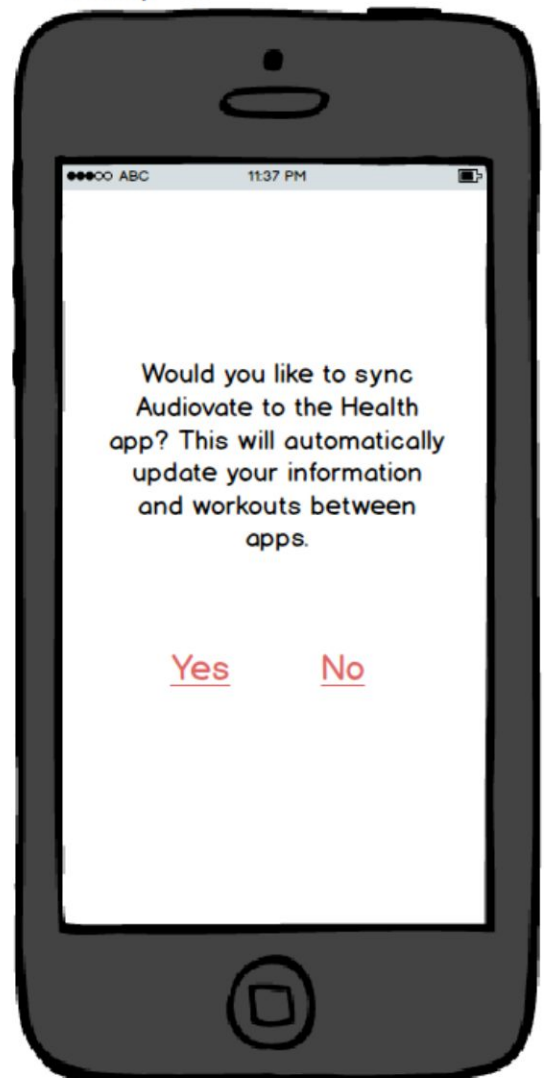 ABC 11:37 PM
Would you like to sync
Audiovate to the Health
app? This will automatically
update your information
and workouts between
apps.
Yes No